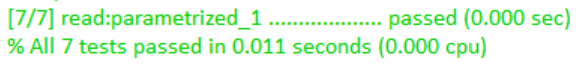 [7/7] read:parametrized_1 ................... passed (0.000 sec)
% All 7 tests passed in 0.011 seconds (0.000 cpu)